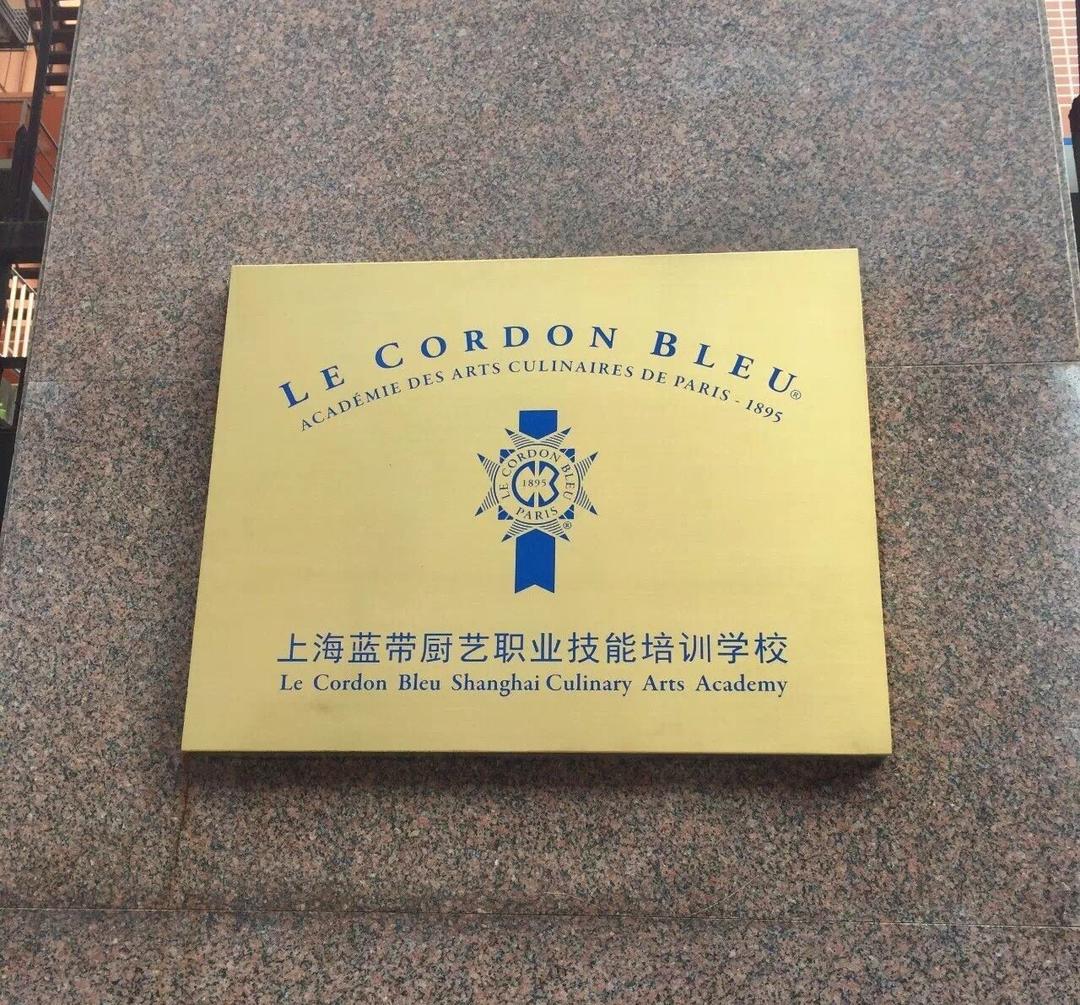 LE CORDON BLEU®
ACADÉMIE DES ARTS CULINAIRES DE PARIS - 1895
LE CORDON BLEU
1895
PARIS
®
上海蓝带厨艺职业技能培训学校
Le Cordon Bleu Shanghai Culinary Arts Academy